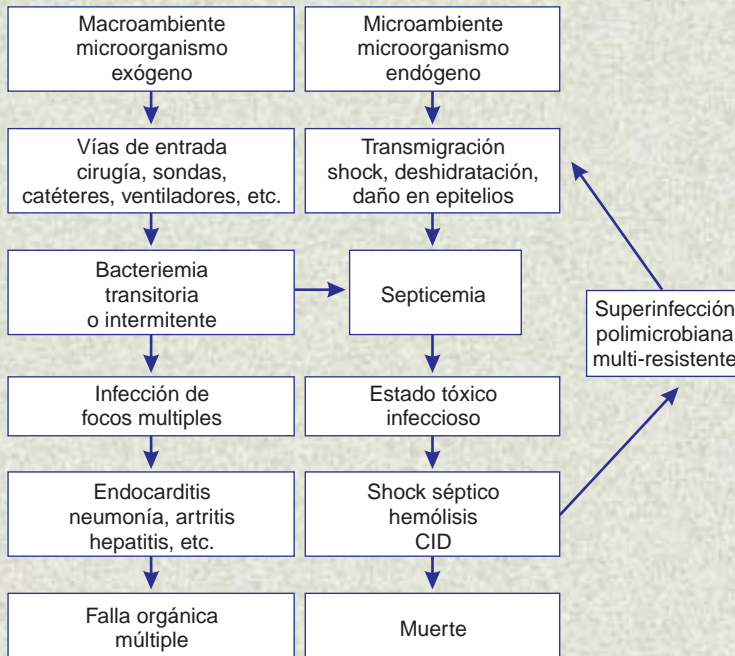 Macroambiente
microorganismo
exógeno
Vías de entrada
cirugía, sondas,
catéteres, ventiladores, etc.
Bacteriemia
transitoria
o intermitente
Infección de
focos multiples
Endocarditis
neumonía, artritis
hepatitis, etc.
Falla orgánica
múltiple
Microambiente
microorganismo
endógeno
Transmigración
shock, deshidratación,
daño en epitelios
Septicemia
Estado tóxico
infeccioso
Shock séptico
hemólisis
CID
Muerte
Superinfección
polimicrobiana
multi-resistente